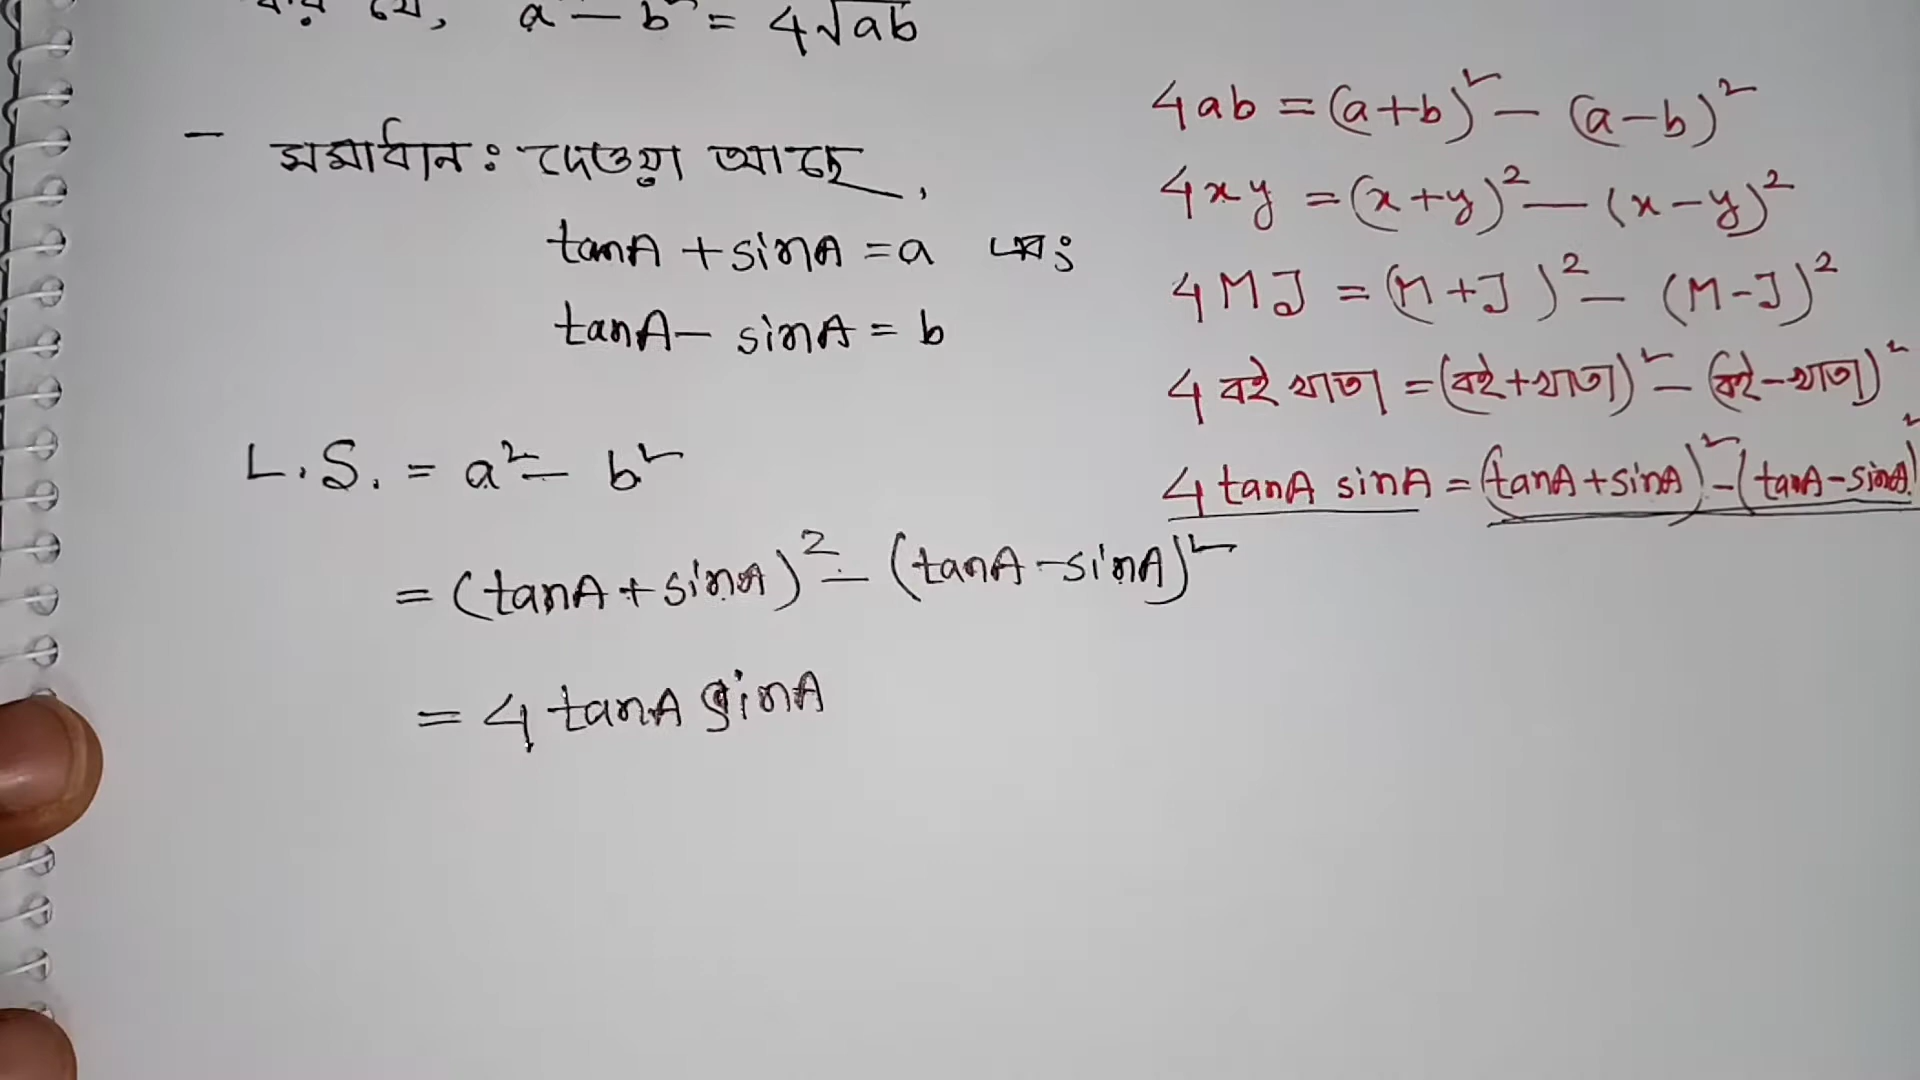 যে, a² - b² = 4√ab
- সমাধান: দেওয়া আছে,
tanA + sinA = a এবং
tanA - sinA = b
L.S. = a² - b²
= (tanA + sinA)² - (tanA - sinA)²
= 4 tanA sinA
4ab = (a+b)² - (a-b)²
4xy = (x+y)² - (x-y)²
4MJ = (M+J)² - (M-J)²
4 বই খাতা = (বই+খাতা)² - (বই-খাতা)²
4 tanA sinA = (tanA+sinA)² - (tanA-sinA)²